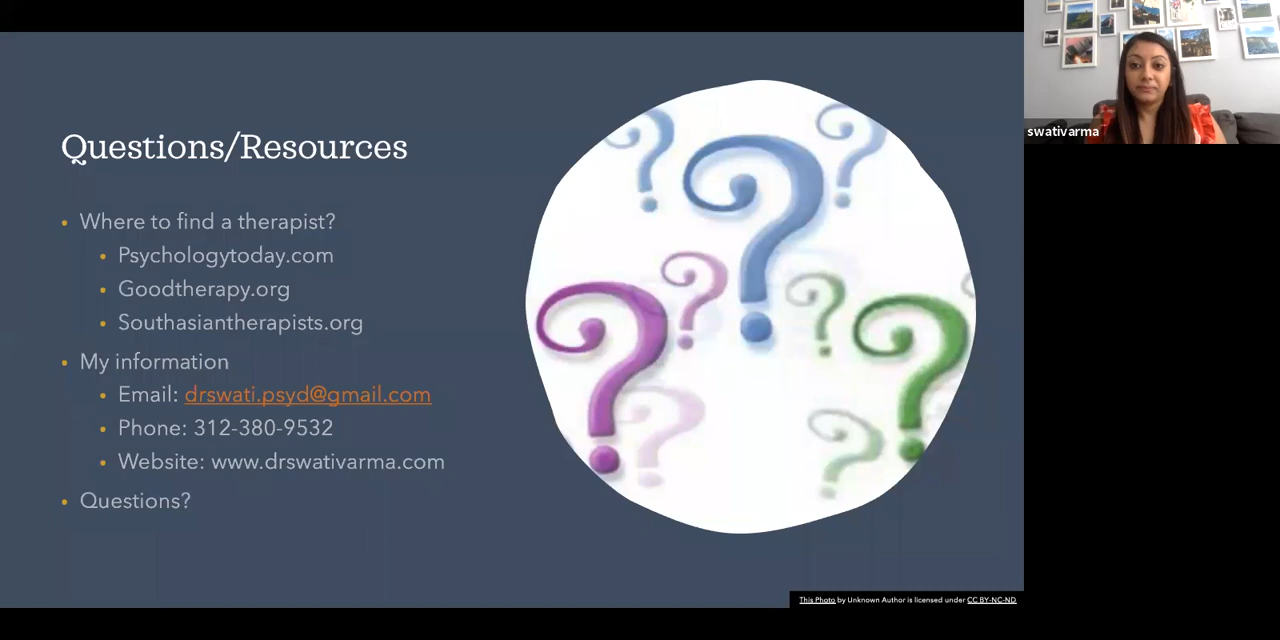 Questions/Resources
• Where to find a therapist?
• Psychologytoday.com
• Goodtherapy.org
• Southasiantherapists.org
• My information
• Email: drswati.psyd@gmail.com
• Phone: 312-380-9532
• Website: www.drswativarma.com
• Questions?
This Photo by Unknown Author is licensed under CC BY-NC-ND
swativarma